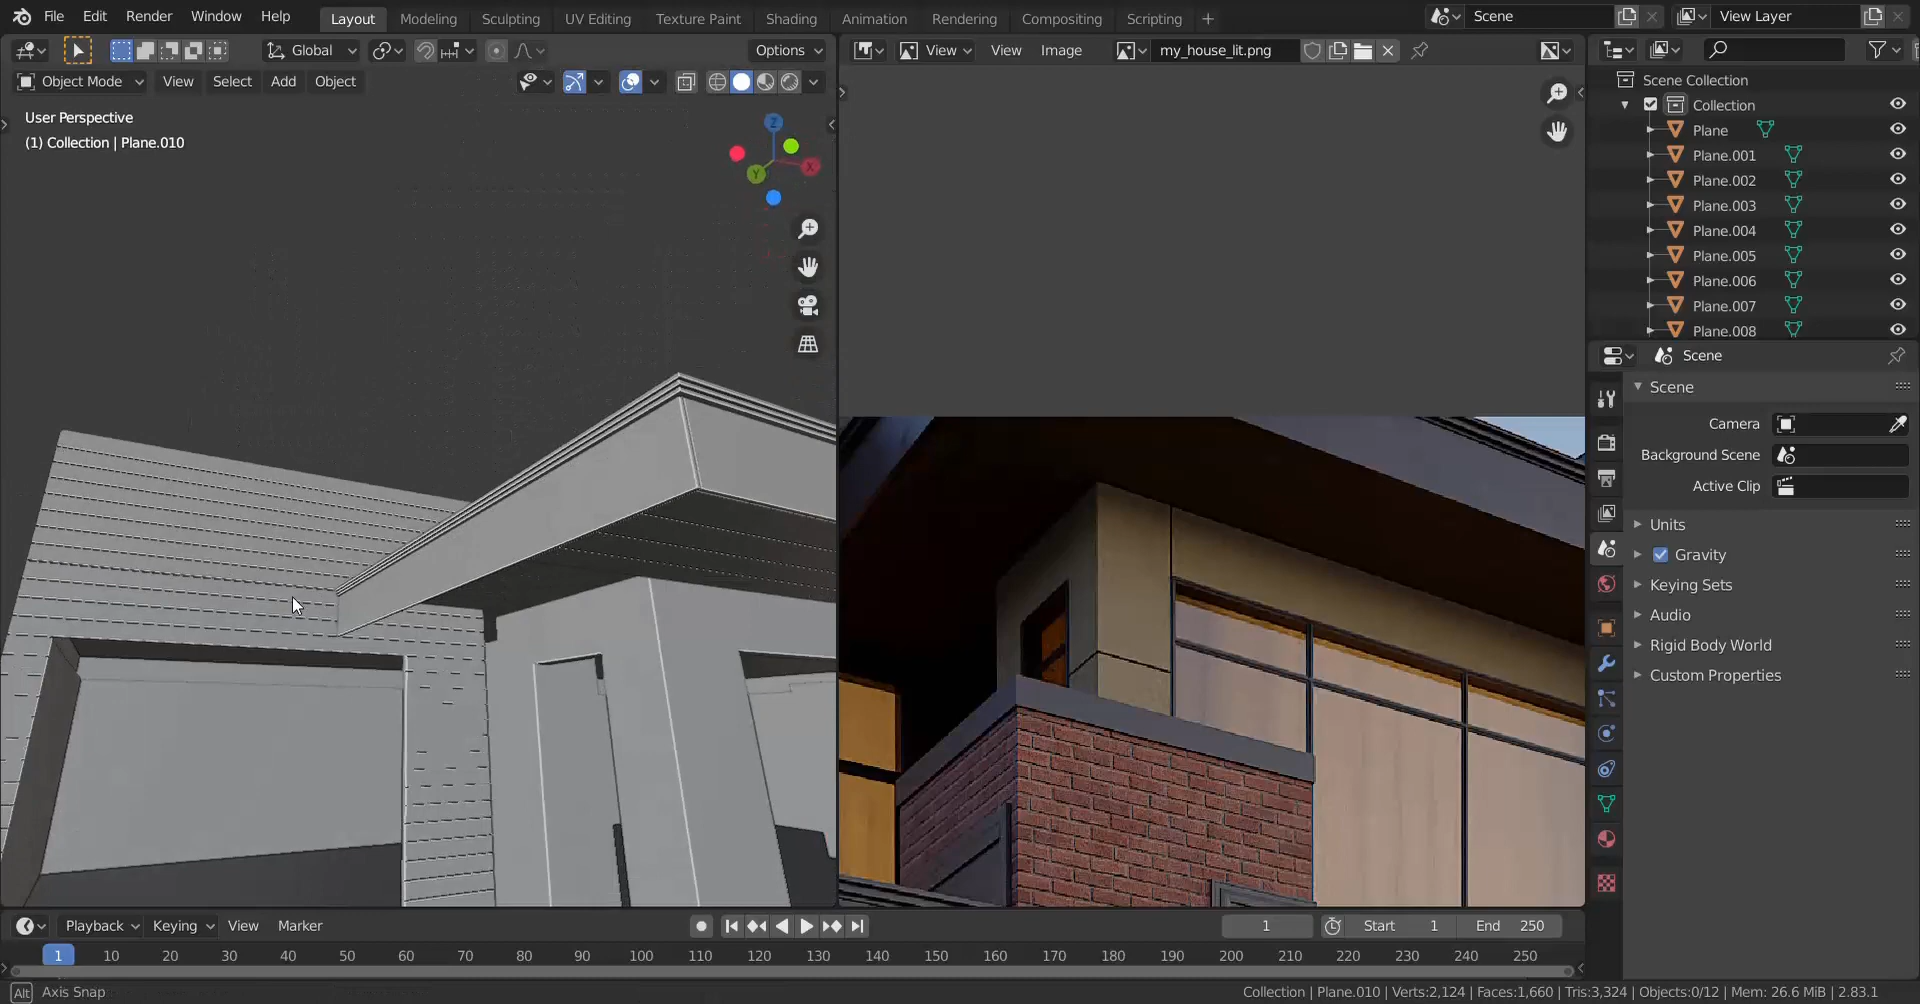 File Edit Render Window Help Layout Modeling Sculpting UV Editing Texture Paint Shading Animation Rendering Compositing Scripting + Scene View Layer
Global Options View View Image my_house_lit.png
Object Mode View Select Add Object
User Perspective
(1) Collection | Plane.010
Z
X
Y
Scene Collection
Collection
Plane
Plane.001
Plane.002
Plane.003
Plane.004
Plane.005
Plane.006
Plane.007
Plane.008
Scene
Scene
Camera
Background Scene
Active Clip
Units
Gravity
Keying Sets
Audio
Rigid Body World
Custom Properties
Playback Keying View Marker 1 Start 1 End 250
1 10 20 30 40 50 60 70 80 90 100 110 120 130 140 150 160 170 180 190 200 210 220 230 240 250
Alt Axis Snap Collection | Plane.010 | Verts:2,124 | Faces:1,660 | Tris:3,324 | Objects:0/12 | Mem: 26.6 MiB | 2.83.1